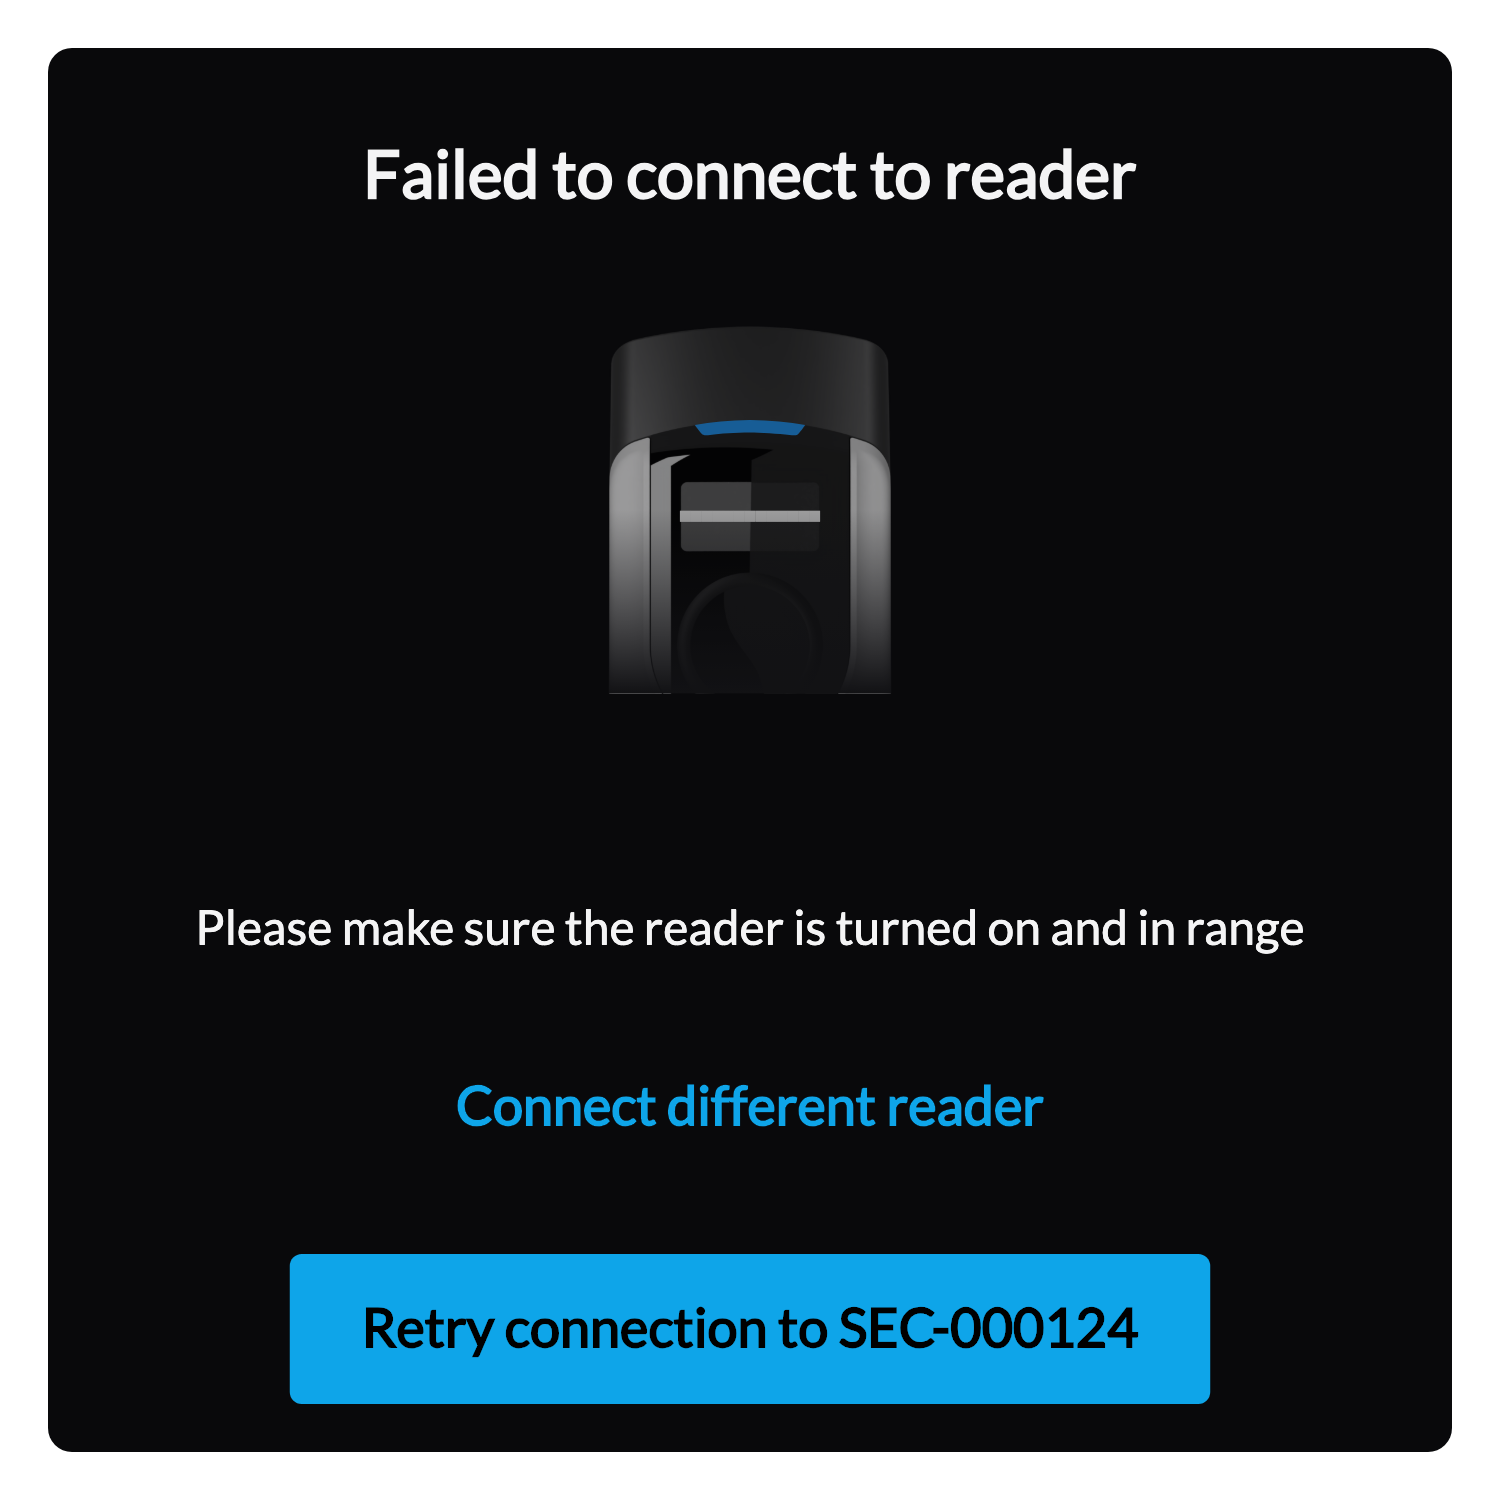 Failed to connect to reader
Please make sure the reader is turned on and in range
Connect different reader
Retry connection to SEC-000124